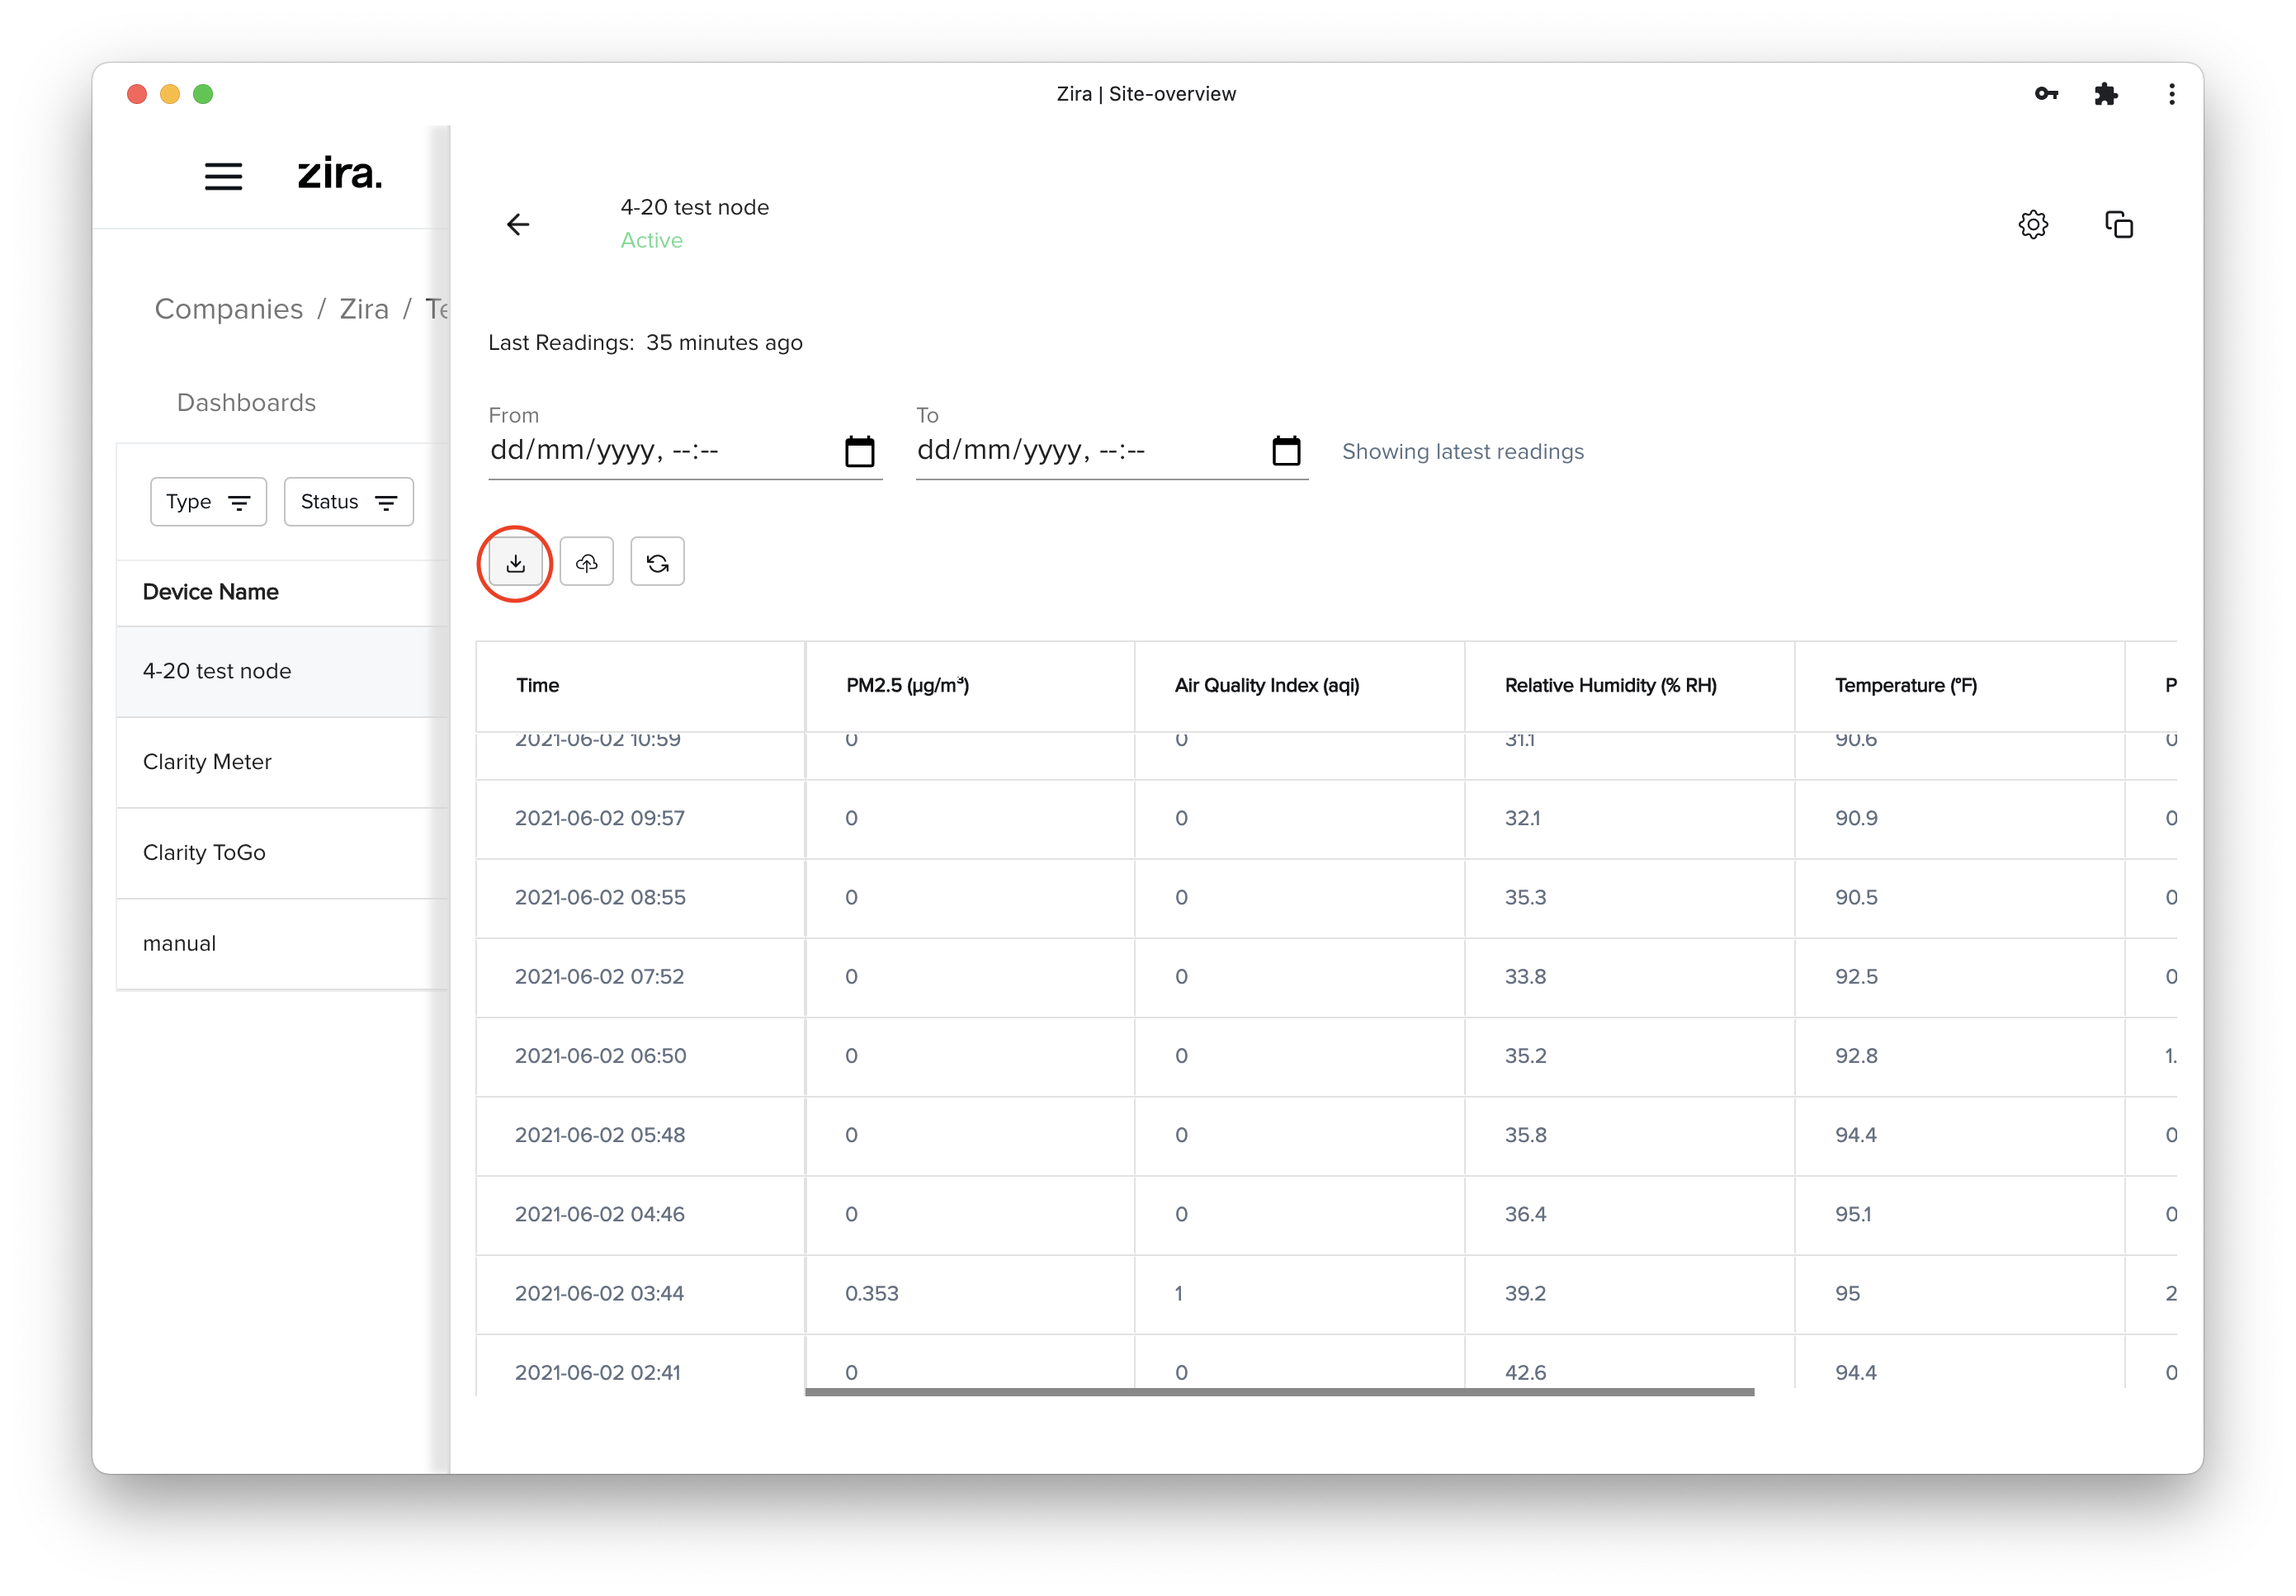 Zira | Site-overview
zira.
4-20 test node
Active
Companies / Zira / Te
Last Readings: 35 minutes ago
Dashboards
From To
dd/mm/yyyy, --:-- dd/mm/yyyy, --:-- Showing latest readings
Type Status
Device Name
4-20 test node
Clarity Meter
Clarity ToGo
manual
Time PM2.5 (µg/m³) Air Quality Index (aqi) Relative Humidity (% RH) Temperature (°F) P
2021-06-02 10:59 0 0 31.1 90.6 0
2021-06-02 09:57 0 0 32.1 90.9 0
2021-06-02 08:55 0 0 35.3 90.5 0
2021-06-02 07:52 0 0 33.8 92.5 0
2021-06-02 06:50 0 0 35.2 92.8 1.
2021-06-02 05:48 0 0 35.8 94.4 0
2021-06-02 04:46 0 0 36.4 95.1 0
2021-06-02 03:44 0.353 1 39.2 95 2
2021-06-02 02:41 0 0 42.6 94.4 0